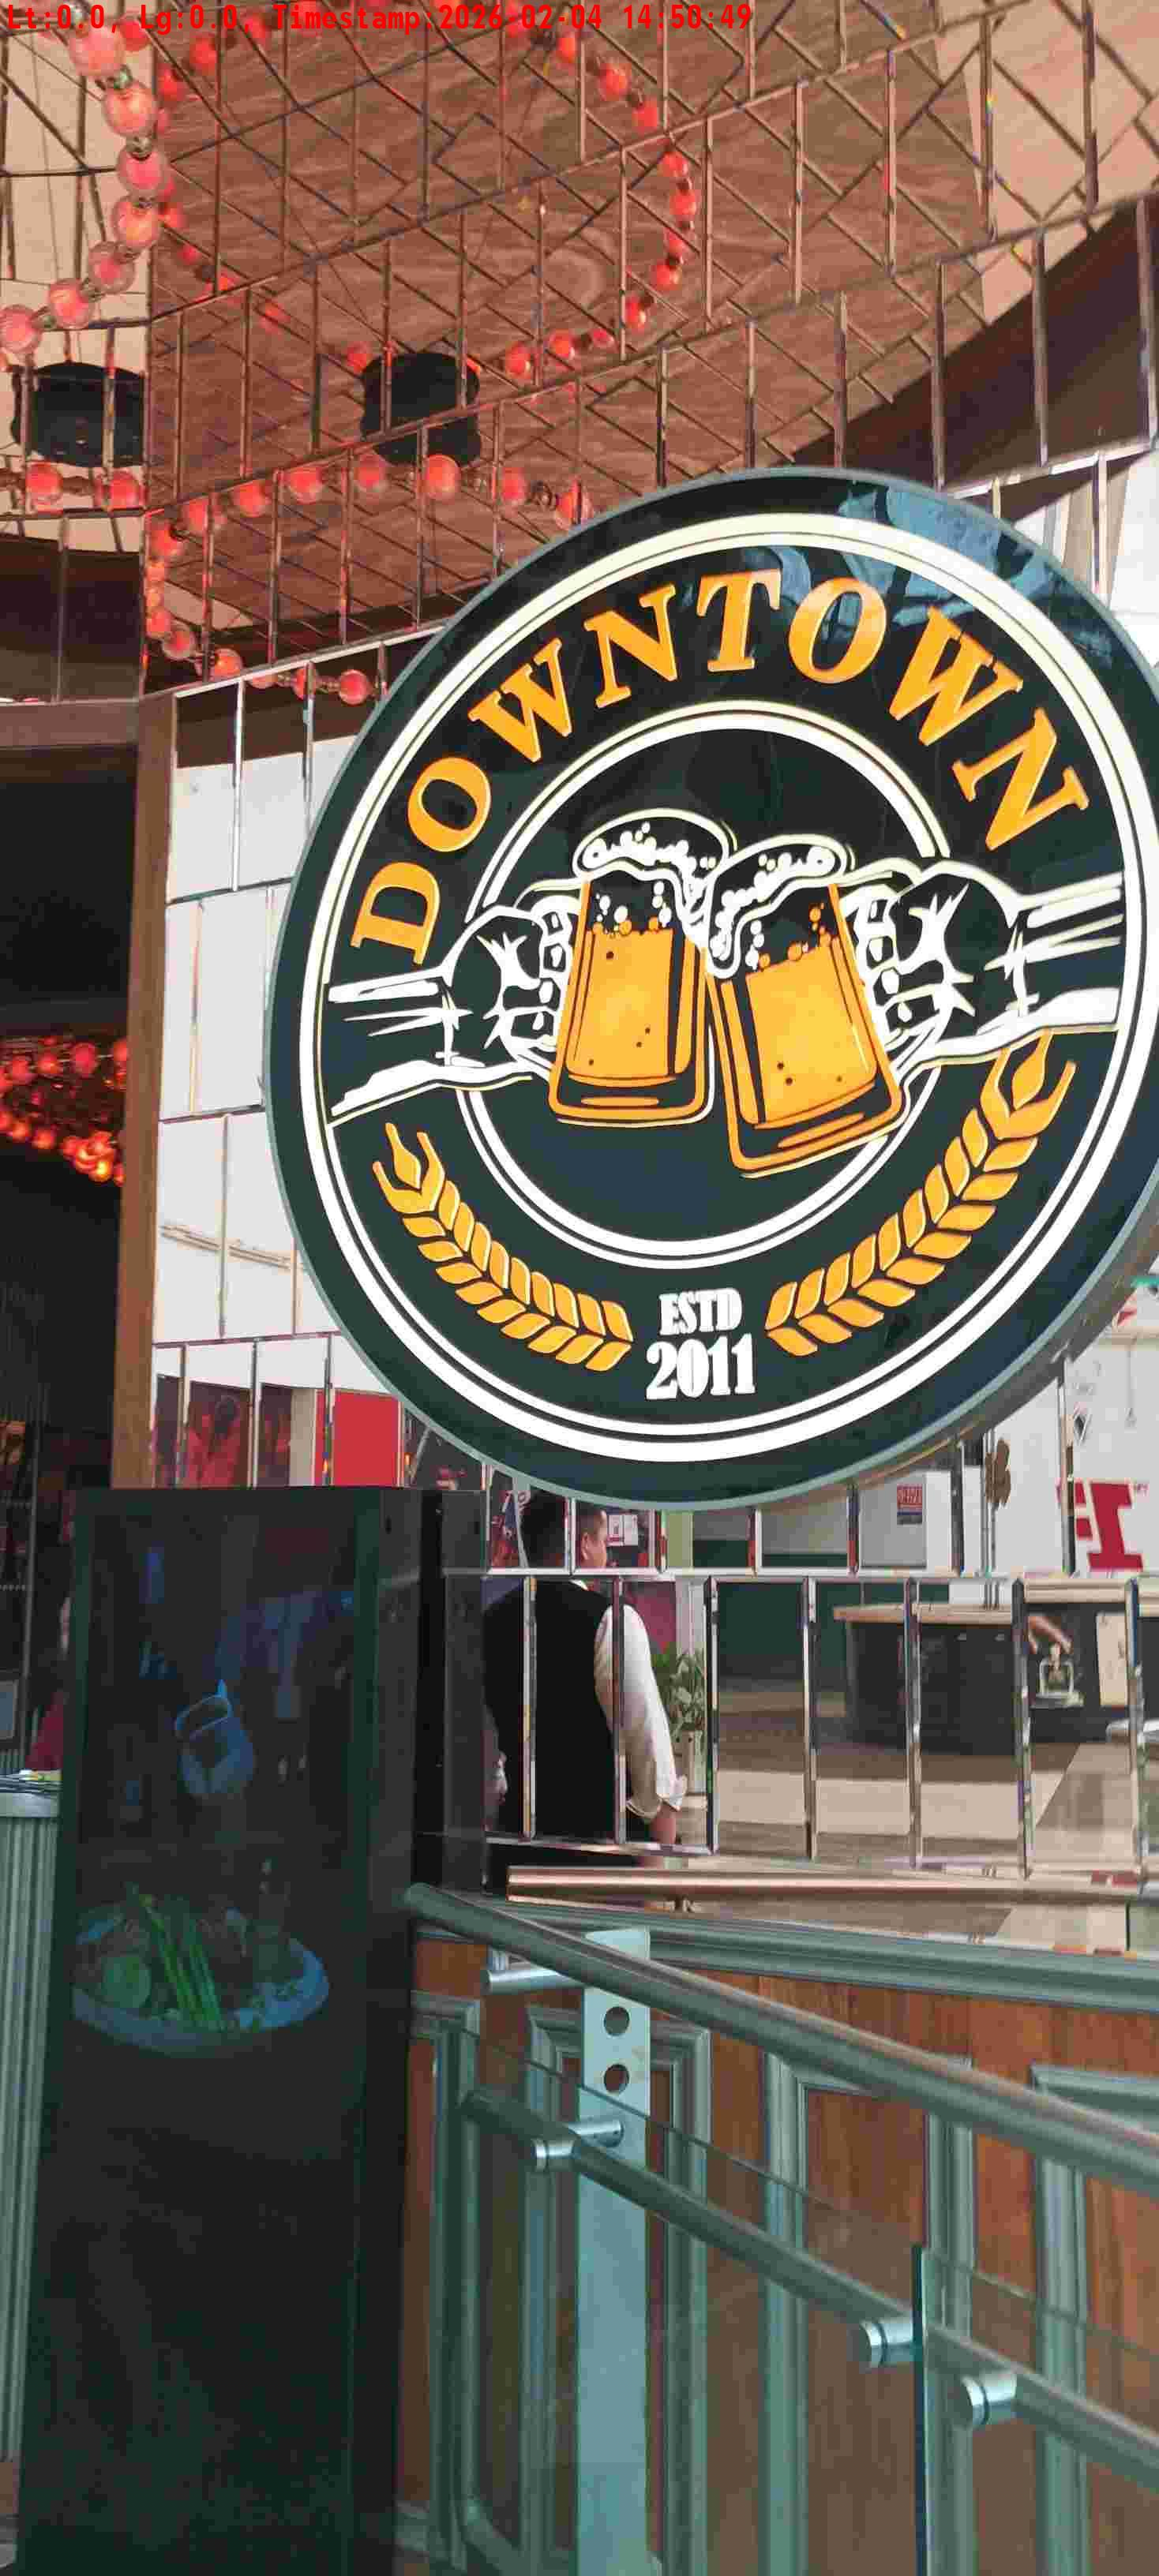 Lt:0.0, Lg:0.0, Timestamp:2026-02-04 14:50:49
DOWNTOWN
ESTD
2011